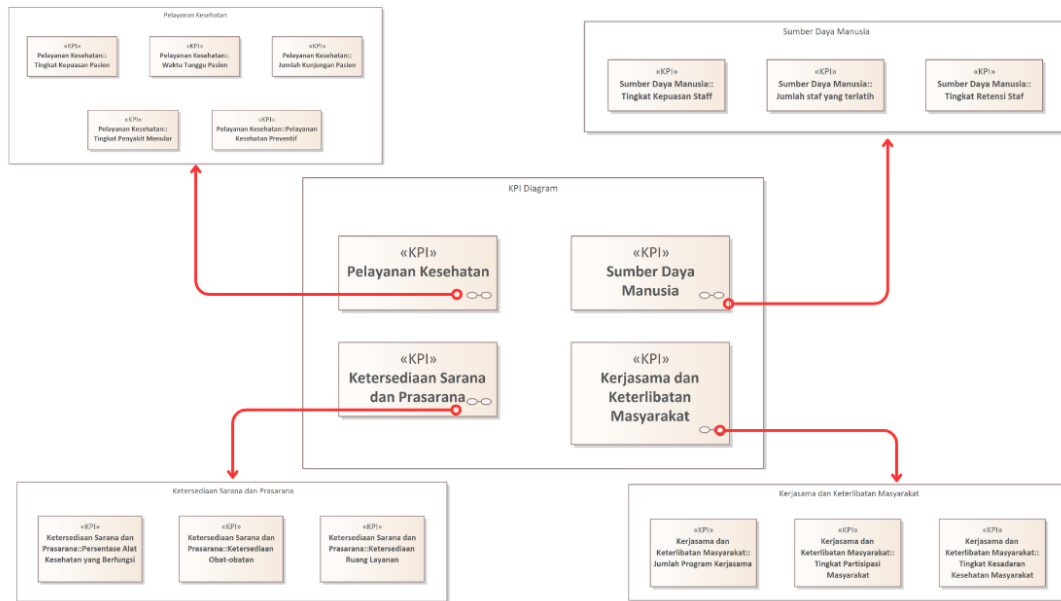 Pelayanan Kesehatan
«KPI»
Pelayanan Kesehatan::
Tingkat Kepuasan Pasien
«KPI»
Pelayanan Kesehatan::
Waktu Tunggu Pasien
«KPI»
Pelayanan Kesehatan::
Jumlah Kunjungan Pasien
«KPI»
Pelayanan Kesehatan::
Tingkat Penyakit Menular
«KPI»
Pelayanan Kesehatan::Pelayanan
Kesehatan Preventif
Sumber Daya Manusia
«KPI»
Sumber Daya Manusia::
Tingkat Kepuasan Staff
«KPI»
Sumber Daya Manusia::
Jumlah staf yang terlatih
«KPI»
Sumber Daya Manusia::
Tingkat Retensi Staf
KPI Diagram
«KPI»
Pelayanan Kesehatan
«KPI»
Sumber Daya
Manusia
«KPI»
Ketersediaan Sarana
dan Prasarana
«KPI»
Kerjasama dan
Keterlibatan
Masyarakat
Ketersediaan Sarana dan Prasarana
«KPI»
Ketersediaan Sarana dan
Prasarana::Persentase Alat
Kesehatan yang Berfungsi
«KPI»
Ketersediaan Sarana dan
Prasarana::Ketersediaan
Obat-obatan
«KPI»
Ketersediaan Sarana dan
Prasarana::Ketersediaan
Ruang Layanan
Kerjasama dan Keterlibatan Masyarakat
«KPI»
Kerjasama dan
Keterlibatan Masyarakat::
Jumlah Program Kerjasama
«KPI»
Kerjasama dan
Keterlibatan Masyarakat::
Tingkat Partisipasi
Masyarakat
«KPI»
Kerjasama dan
Keterlibatan Masyarakat::
Tingkat Kesadaran
Kesehatan Masyarakat